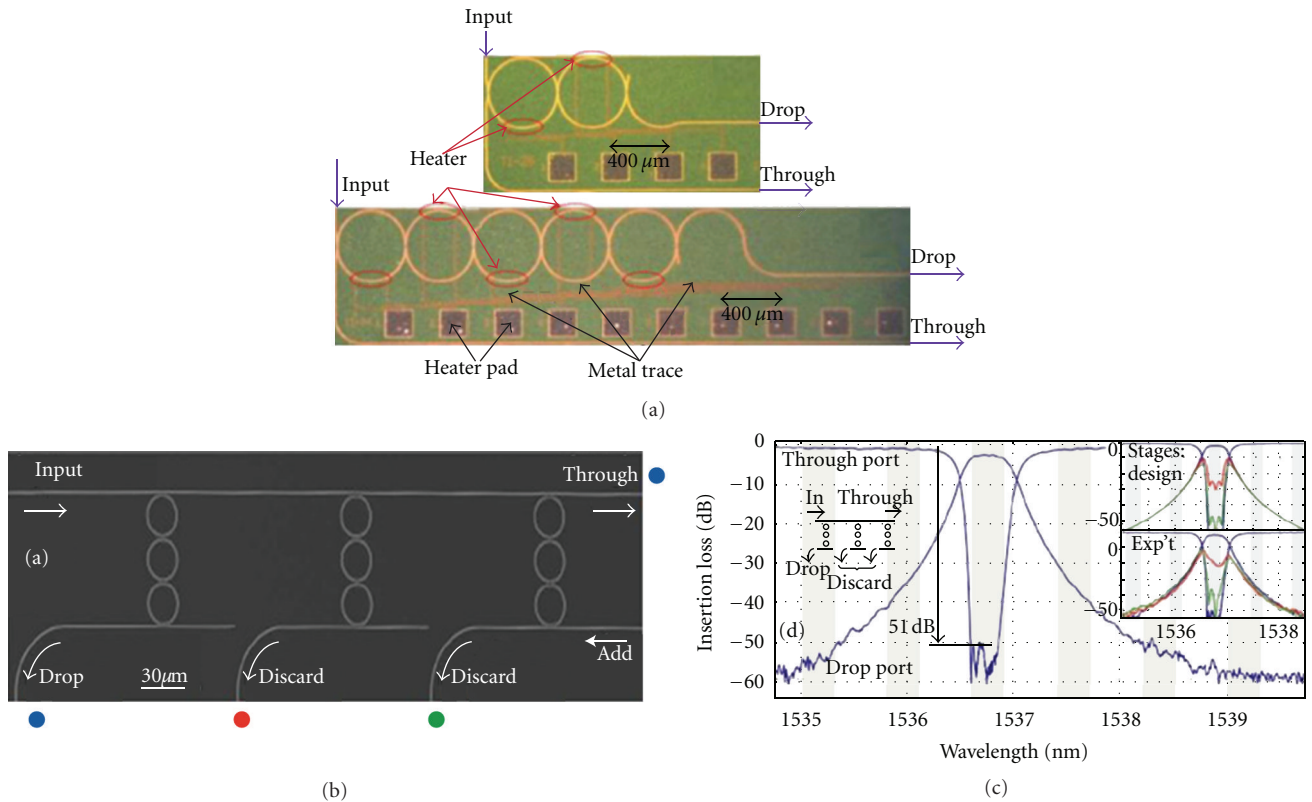 Input
Drop
Heater
400 μm
Through
Input
Drop
400 μm
Through
Heater pad
Metal trace
(a)
Input
Through
(a)
Add
Drop
30μm
Discard
Discard
(b)
0
−10
−20
−30
−40
−50
−60
Insertion loss (dB)
Through port
In
Through
Drop
Discard
(d)
51 dB
Drop port
0
Stages:
design
−50
Exp't
0
−50
1536
1538
1535
1536
1537
1538
1539
Wavelength (nm)
(c)